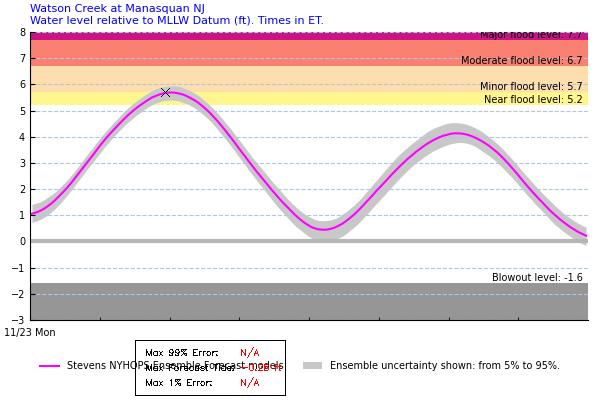 Watson Creek at Manasquan NJ
Water level relative to MLLW Datum (ft). Times in ET.
8
Major flood level: 7.7
7
Moderate flood level: 6.7
6
Minor flood level: 5.7
Near flood level: 5.2
5
4
3
2
1
0
−1
Blowout level: -1.6
−2
−3
11/23 Mon
Max 99% Error: N/A
Stevens NYHOPS Ensemble Forecast models
Ensemble uncertainty shown: from 5% to 95%.
Max Forecast Tide:
Max 1% Error: N/A